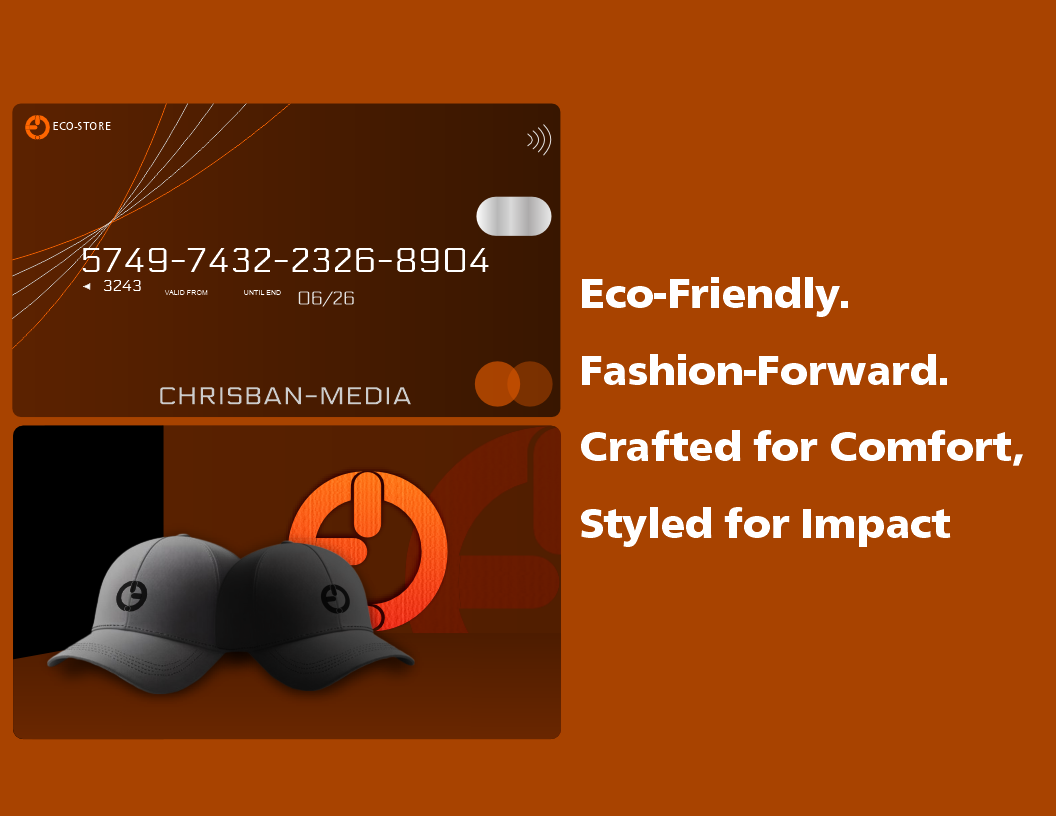 ECO-STORE
5749-7432-2326-8904
3243 VALID FROM UNTIL END 06/26
CHRISBAN-MEDIA
Eco-Friendly.
Fashion-Forward.
Crafted for Comfort,
Styled for Impact